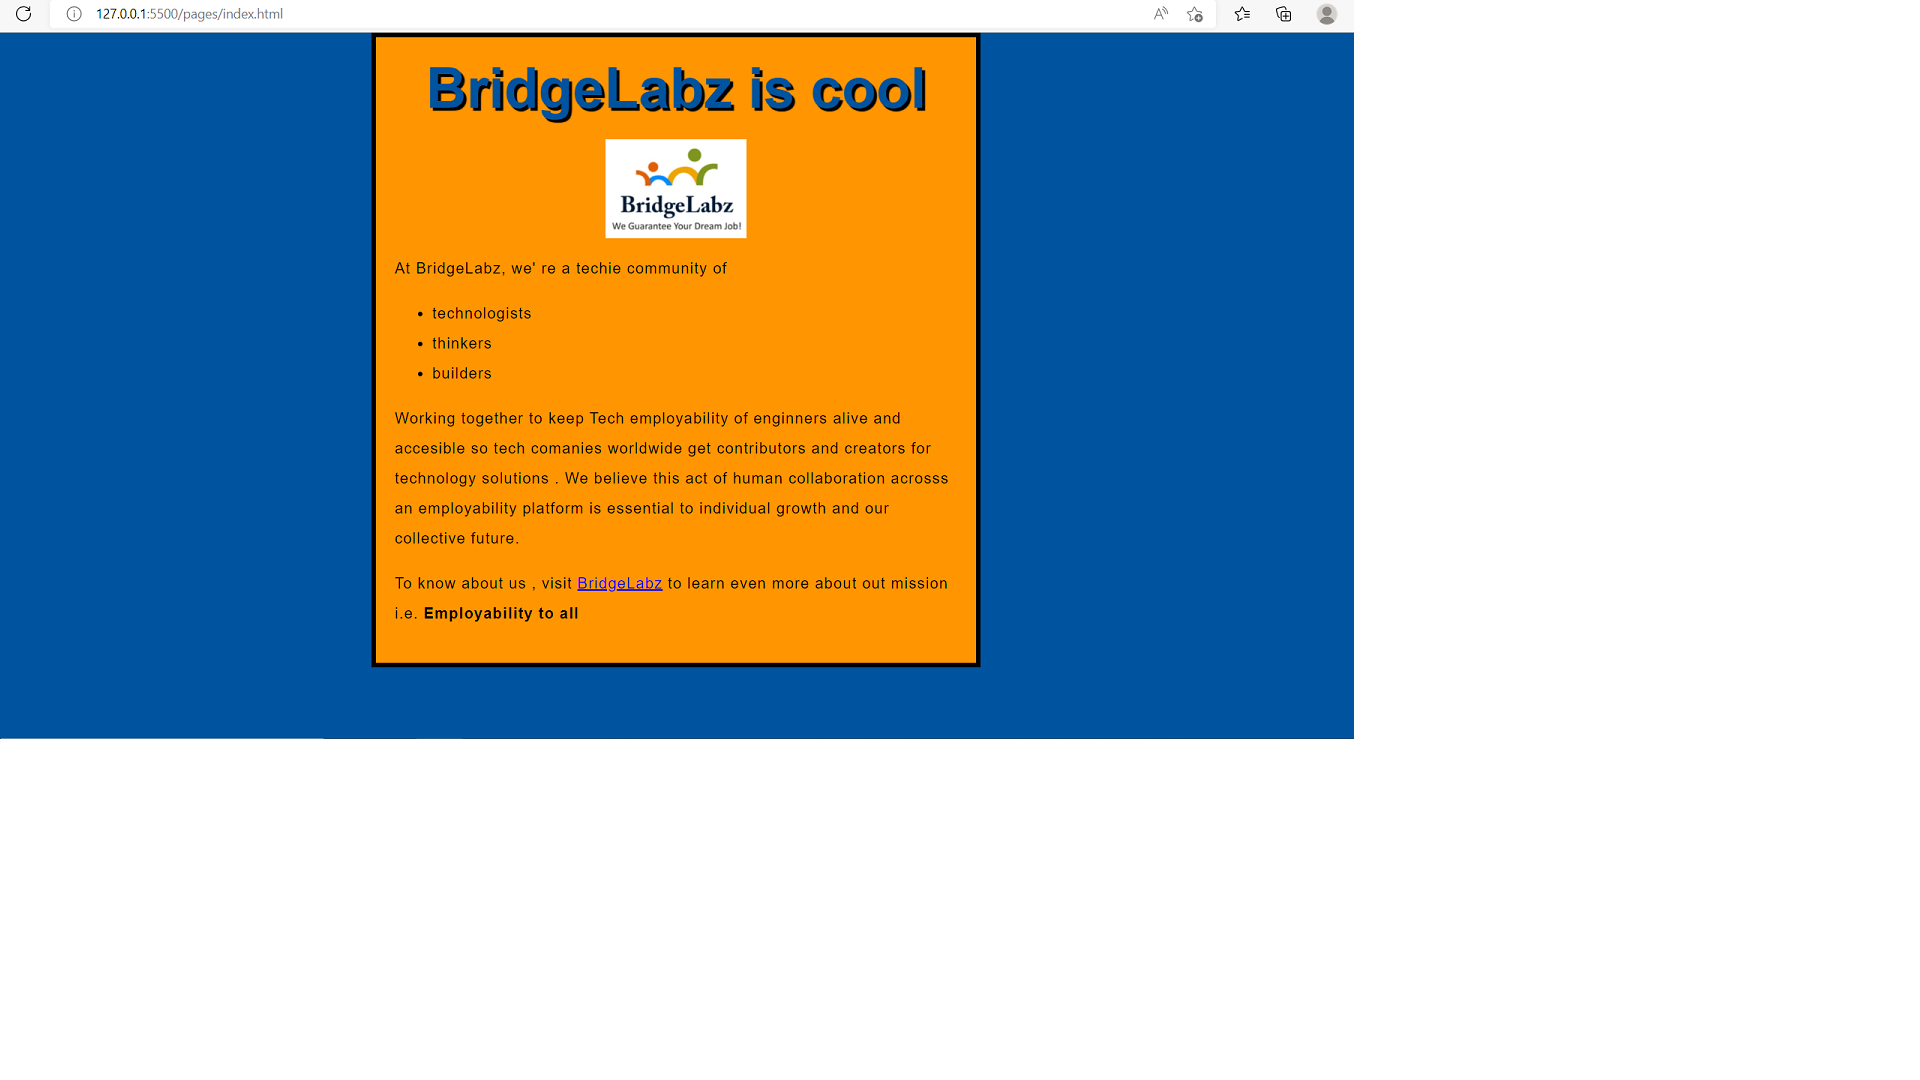 127.0.0.1:5500/pages/index.html
BridgeLabz is cool
BridgeLabz
We Guarantee Your Dream Job!
At BridgeLabz, we' re a techie community of
• technologists
• thinkers
• builders
Working together to keep Tech employability of enginners alive and
accesible so tech comanies worldwide get contributors and creators for
technology solutions . We believe this act of human collaboration acrosss
an employability platform is essential to individual growth and our
collective future.
To know about us , visit BridgeLabz to learn even more about out mission
i.e. Employability to all